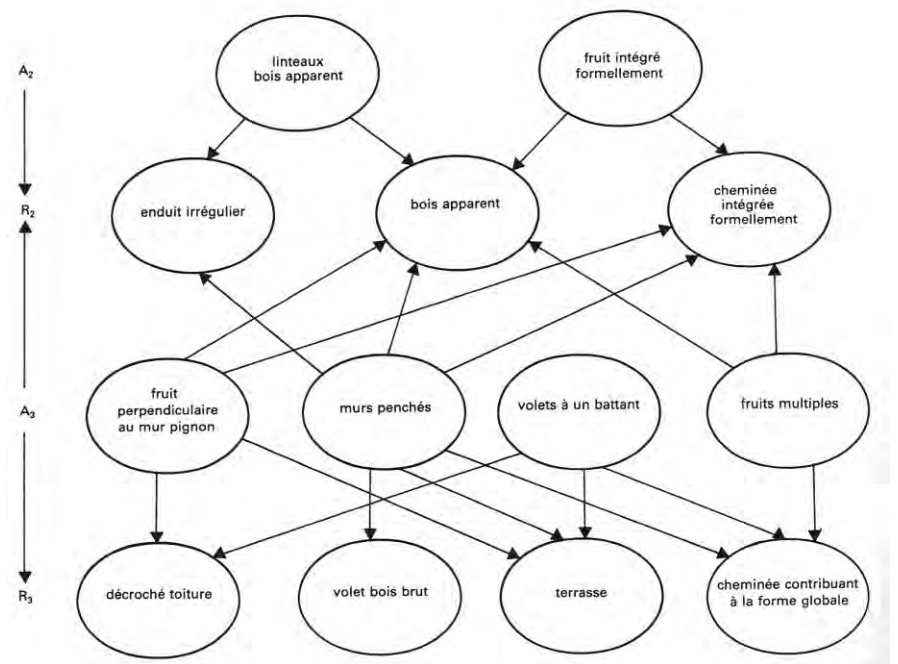 A₂
linteaux
bois apparent
fruit intégré
formellement
R₂
enduit irrégulier
bois apparent
cheminée
intégrée
formellement
A₃
fruit
perpendiculaire
au mur pignon
murs penchés
volets à un battant
fruits multiples
R₃
décroché toiture
volet bois brut
terrasse
cheminée contribuant
à la forme globale